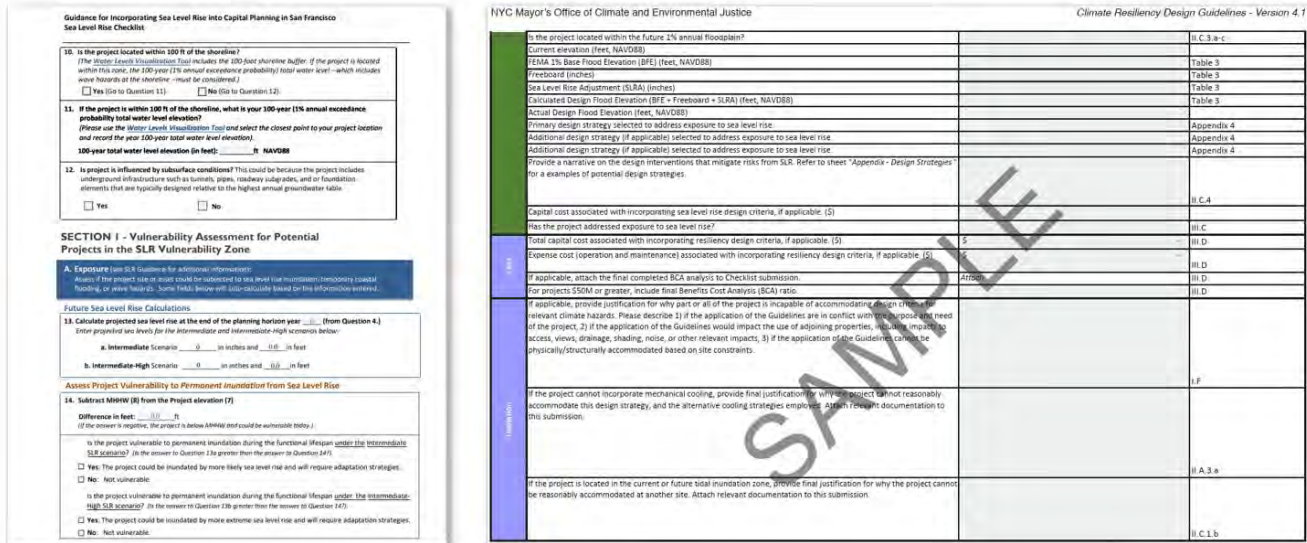 Guidance for Incorporating Sea Level Rise into Capital Planning in San Francisco
Sea Level Rise Checklist
10. Is the project located within 100 ft of the shoreline?
(The Water Levels Visualization Tool includes the 100-foot shoreline buffer. If the project is located
within this zone, the 100-year (1% annual exceedance probability) total water level –which includes
wave hazards at the shoreline –must be considered.)
Yes (Go to Question 11). No (Go to Question 12).
11. If the project is within 100 ft of the shoreline, what is your 100-year (1% annual exceedance
probability total water level elevation?
(Please use the Water Levels Visualization Tool and select the closest point to your project location
and record the year 100-year total water level elevation).
100-year total water level elevation (in feet): ft NAVD88
12. Is project is influenced by subsurface conditions? This could be because the project includes
underground infrastructure such as tunnels, pipes, roadway subgrades, and or foundation
elements that are typically designed relative to the highest annual groundwater table.
Yes No
SECTION 1 - Vulnerability Assessment for Potential
Projects in the SLR Vulnerability Zone
A. Exposure (see SLR Guidance for additional information):
Assess if the project site or asset could be subjected to sea level rise inundation, temporary coastal
flooding, or wave hazards. Some fields below will auto-calculate based on the information entered.
Future Sea Level Rise Calculations
13. Calculate projected sea level rise at the end of the planning horizon year 0 (from Question 4.)
Enter projected sea levels for the Intermediate and Intermediate-High scenarios below:
a. Intermediate Scenario 0 in inches and 0.0 in feet
b. Intermediate-High Scenario 0 in inches and 0.0 in feet
Assess Project Vulnerability to Permanent Inundation from Sea Level Rise
14. Subtract MHHW (8) from the Project elevation (7)
Difference in feet: 0.0 ft
(If the answer is negative, the project is below MHHW and could be vulnerable today.)
Is the project vulnerable to permanent inundation during the functional lifespan under the Intermediate
SLR scenario? (Is the answer to Question 13a greater than the answer to Question 14?).
Yes: The project could be inundated by more likely sea level rise and will require adaptation strategies.
No: Not vulnerable.
Is the project vulnerable to permanent inundation during the functional lifespan under the Intermediate-
High SLR scenario? (Is the answer to Question 13b greater than the answer to Question 14?).
Yes: The project could be inundated by more extreme sea level rise and will require adaptation strategies.
No: Not vulnerable.
NYC Mayor's Office of Climate and Environmental Justice Climate Resiliency Design Guidelines - Version 4.1
Is the project located within the future 1% annual floodplain? II.C.3.a-c
Current elevation (feet, NAVD88)
FEMA 1% Base Flood Elevation (BFE) (feet, NAVD88) Table 3
Freeboard (inches) Table 3
Sea Level Rise Adjustment (SLRA) (inches) Table 3
Calculated Design Flood Elevation (BFE + Freeboard + SLRA) (feet, NAVD88) Table 3
Actual Design Flood Elevation (feet, NAVD88)
Primary design strategy selected to address exposure to sea level rise Appendix 4
Additional design strategy (if applicable) selected to address exposure to sea level rise Appendix 4
Additional design strategy (if applicable) selected to address exposure to sea level rise Appendix 4
Provide a narrative on the design interventions that mitigate risks from SLR. Refer to sheet "Appendix - Design Strategies"
for a examples of potential design strategies.
II.C.4
Capital cost associated with incorporating sea level rise design criteria, if applicable. ($)
Has the project addressed exposure to sea level rise? III.C
Total capital cost associated with incorporating resiliency design criteria, if applicable. ($) $ - III.D
Expense cost (operation and maintenance) associated with incorporating resiliency design criteria, if applicable. ($) $ -
III.D
If applicable, attach the final completed BCA analysis to Checklist submission. Attach III.D
For projects $50M or greater, include final Benefits Cost Analysis (BCA) ratio. III.D
If applicable, provide justification for why part or all of the project is incapable of accommodating design criteria for
relevant climate hazards. Please describe 1) if the application of the Guidelines are in conflict with the purpose and need
of the project, 2) if the application of the Guidelines would impact the use of adjoining properties, including impacts to
access, views, drainage, shading, noise, or other relevant impacts, 3) if the application of the Guidelines cannot be
physically/structurally accommodated based on site constraints.
I.F
If the project cannot incorporate mechanical cooling, provide final justification for why the project cannot reasonably
accommodate this design strategy, and the alternative cooling strategies employed. Attach relevant documentation to
this submission.
II.A.3.a
If the project is located in the current or future tidal inundation zone, provide final justification for why the project cannot
be reasonably accommodated at another site. Attach relevant documentation to this submission.
II.C.1.b
SAMPLE